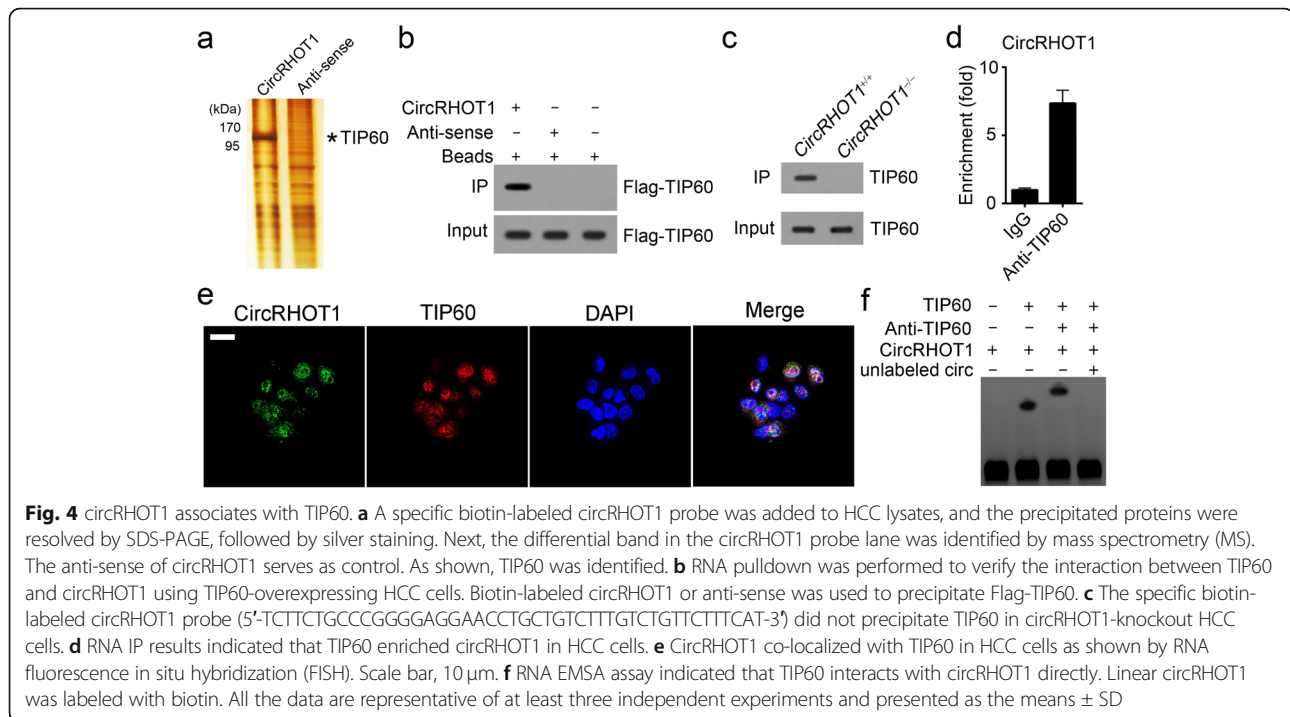 a
CircRHOT1
Anti-sense
(kDa)
170
95
* TIP60
b
CircRHOT1 + − −
Anti-sense − + −
Beads + + +
IP Flag-TIP60
Input Flag-TIP60
c
CircRHOT1+/+
CircRHOT1−/−
IP TIP60
Input TIP60
d
CircRHOT1
Enrichment (fold)
10
5
0
IgG
Anti-TIP60
e
CircRHOT1 TIP60 DAPI Merge
f
TIP60 − + + +
Anti-TIP60 − − + +
CircRHOT1 + + + +
unlabeled circ − − − +
Fig. 4 circRHOT1 associates with TIP60. a A specific biotin-labeled circRHOT1 probe was added to HCC lysates, and the precipitated proteins were
resolved by SDS-PAGE, followed by silver staining. Next, the differential band in the circRHOT1 probe lane was identified by mass spectrometry (MS).
The anti-sense of circRHOT1 serves as control. As shown, TIP60 was identified. b RNA pulldown was performed to verify the interaction between TIP60
and circRHOT1 using TIP60-overexpressing HCC cells. Biotin-labeled circRHOT1 or anti-sense was used to precipitate Flag-TIP60. c The specific biotin-
labeled circRHOT1 probe (5′-TCTTCTGCCCGGGGAGGAACCTGCTGTCTTTGTCTGTTCTTTCAT-3′) did not precipitate TIP60 in circRHOT1-knockout HCC
cells. d RNA IP results indicated that TIP60 enriched circRHOT1 in HCC cells. e CircRHOT1 co-localized with TIP60 in HCC cells as shown by RNA
fluorescence in situ hybridization (FISH). Scale bar, 10 μm. f RNA EMSA assay indicated that TIP60 interacts with circRHOT1 directly. Linear circRHOT1
was labeled with biotin. All the data are representative of at least three independent experiments and presented as the means ± SD